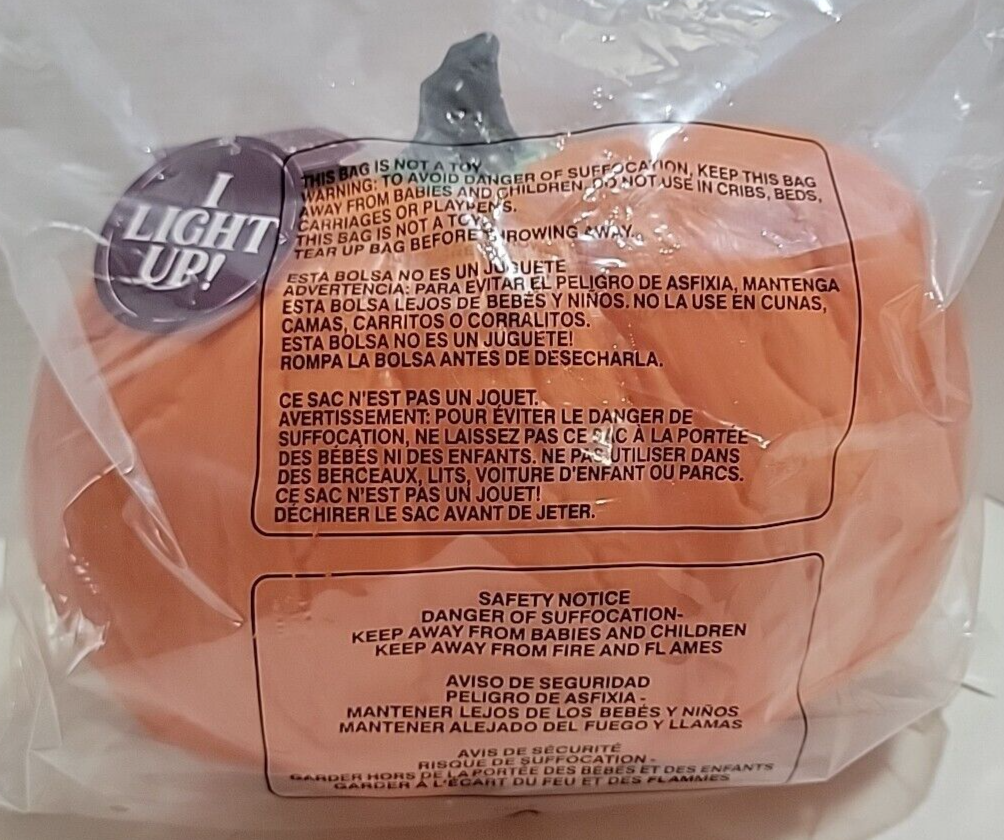 I
LIGHT
UP!
THIS BAG IS NOT A TOY
WARNING: TO AVOID DANGER OF SUFFOCATION, KEEP THIS BAG
AWAY FROM BABIES AND CHILDREN, DO NOT USE IN CRIBS, BEDS,
CARRIAGES OR PLAYPENS.
THIS BAG IS NOT A TOY
TEAR UP BAG BEFORE THROWING AWAY.
ESTA BOLSA NO ES UN JUGUETE
ADVERTENCIA: PARA EVITAR EL PELIGRO DE ASFIXIA, MANTENGA
ESTA BOLSA LEJOS DE BEBÉS Y NIÑOS. NO LA USE EN CUNAS,
CAMAS, CARRITOS O CORRALITOS.
ESTA BOLSA NO ES UN JUGUETE!
ROMPA LA BOLSA ANTES DE DESECHARLA.
CE SAC N'EST PAS UN JOUET.
AVERTISSEMENT: POUR ÉVITER LE DANGER DE
SUFFOCATION, NE LAISSEZ PAS CE SAC À LA PORTÉE
DES BÉBÉS NI DES ENFANTS. NE PAS UTILISER DANS
DES BERCEAUX, LITS, VOITURE D'ENFANT OU PARCS.
CE SAC N'EST PAS UN JOUET!
DÉCHIRER LE SAC AVANT DE JETER.
SAFETY NOTICE
DANGER OF SUFFOCATION-
KEEP AWAY FROM BABIES AND CHILDREN
KEEP AWAY FROM FIRE AND FLAMES
AVISO DE SEGURIDAD
PELIGRO DE ASFIXIA -
MANTENER LEJOS DE LOS BEBÉS Y NIÑOS
MANTENER ALEJADO DEL FUEGO Y LLAMAS
AVIS DE SÉCURITÉ
RISQUE DE SUFFOCATION -
GARDER HORS DE LA PORTÉE DES BÉBÉS ET DES ENFANTS
GARDER À L'ÉCART DU FEU ET DES FLAMMES